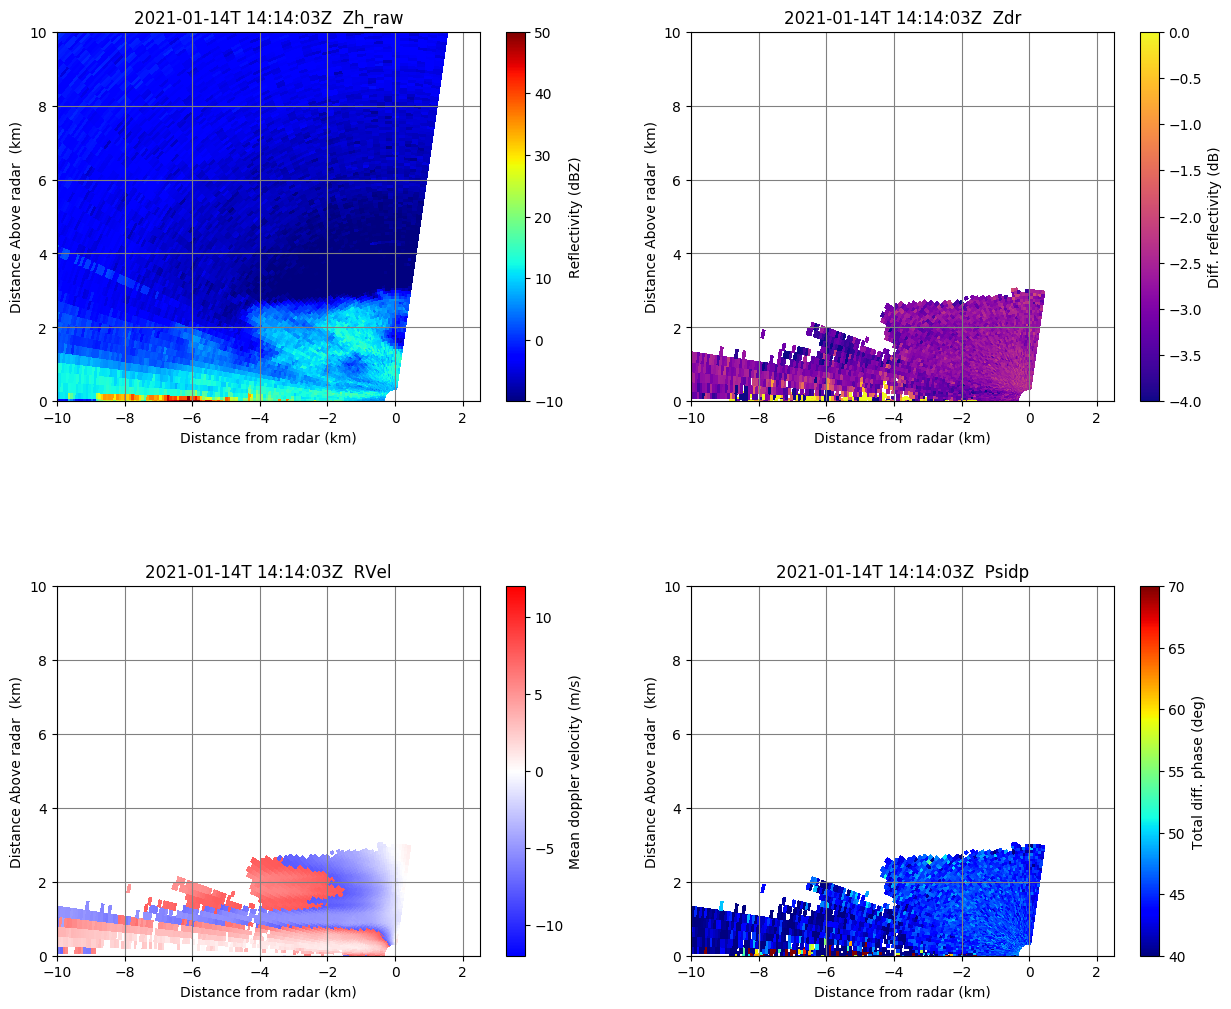 2021-01-14T 14:14:03Z  Zh_raw
Distance Above radar  (km)
10
8
6
4
2
0
−10 −8 −6 −4 −2 0 2
Distance from radar (km)
50
40
30
20
10
0
−10
Reflectivity (dBZ)
2021-01-14T 14:14:03Z  Zdr
Distance Above radar  (km)
10
8
6
4
2
0
−10 −8 −6 −4 −2 0 2
Distance from radar (km)
0.0
−0.5
−1.0
−1.5
−2.0
−2.5
−3.0
−3.5
−4.0
Diff. reflectivity (dB)
2021-01-14T 14:14:03Z  RVel
Distance Above radar  (km)
10
8
6
4
2
0
−10 −8 −6 −4 −2 0 2
Distance from radar (km)
10
5
0
−5
−10
Mean doppler velocity (m/s)
2021-01-14T 14:14:03Z  Psidp
Distance Above radar  (km)
10
8
6
4
2
0
−10 −8 −6 −4 −2 0 2
Distance from radar (km)
70
65
60
55
50
45
40
Total diff. phase (deg)